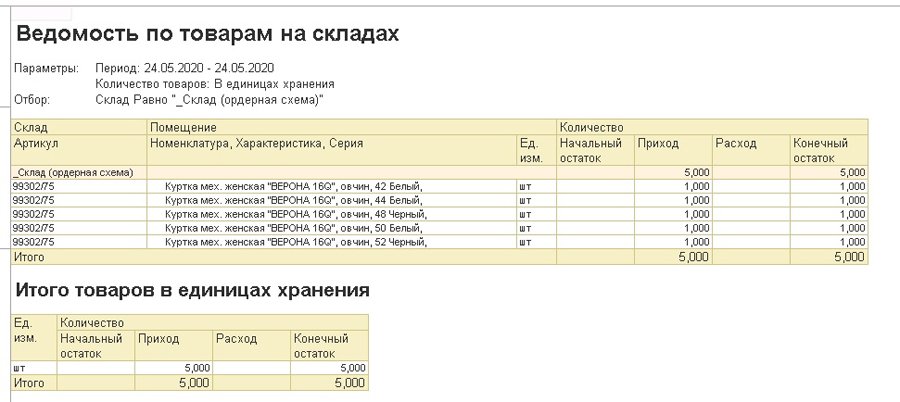 Ведомость по товарам на складах
Параметры: Период: 24.05.2020 - 24.05.2020
Количество товаров: В единицах хранения
Отбор: Склад Равно "_Склад (ордерная схема)"
Склад Помещение Количество
Артикул Номенклатура, Характеристика, Серия Ед. изм. Начальный остаток Приход Расход Конечный остаток
_Склад (ордерная схема) 5,000 5,000
99302/75 Куртка мех. женская "ВЕРОНА 16Q", овчин, 42 Белый, шт 1,000 1,000
99302/75 Куртка мех. женская "ВЕРОНА 16Q", овчин, 44 Белый, шт 1,000 1,000
99302/75 Куртка мех. женская "ВЕРОНА 16Q", овчин, 48 Черный, шт 1,000 1,000
99302/75 Куртка мех. женская "ВЕРОНА 16Q", овчин, 50 Белый, шт 1,000 1,000
99302/75 Куртка мех. женская "ВЕРОНА 16Q", овчин, 52 Черный, шт 1,000 1,000
Итого 5,000 5,000
Итого товаров в единицах хранения
Ед. изм. Количество
Начальный остаток Приход Расход Конечный остаток
шт 5,000 5,000
Итого 5,000 5,000